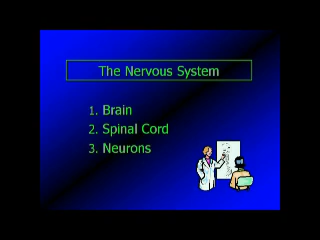 The Nervous System
1. Brain
2. Spinal Cord
3. Neurons